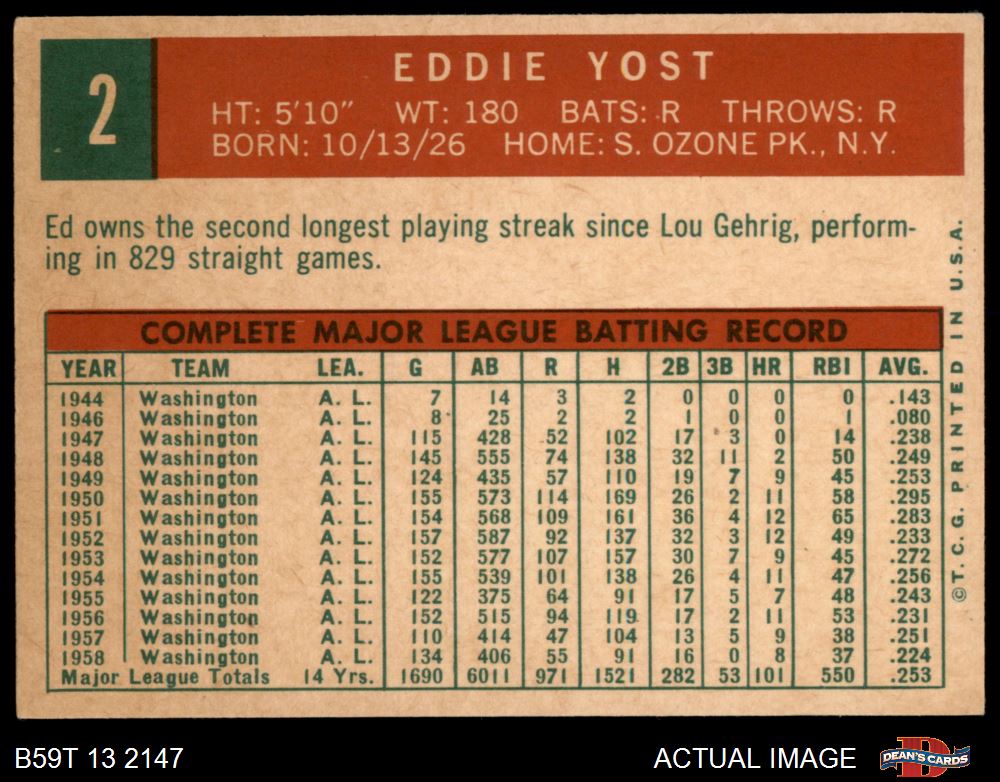 2
EDDIE YOST
HT: 5'10" WT: 180 BATS: R THROWS: R
BORN: 10/13/26 HOME: S. OZONE PK., N.Y.
Ed owns the second longest playing streak since Lou Gehrig, perform-
ing in 829 straight games.
COMPLETE MAJOR LEAGUE BATTING RECORD
YEAR TEAM LEA. G AB R H 2B 3B HR RBI AVG.
1944 Washington A. L. 7 14 3 2 0 0 0 0 .143
1946 Washington A. L. 8 25 2 2 1 0 0 1 .080
1947 Washington A. L. 115 428 52 102 17 3 0 14 .238
1948 Washington A. L. 145 555 74 138 32 11 2 50 .249
1949 Washington A. L. 124 435 57 110 19 7 9 45 .253
1950 Washington A. L. 155 573 114 169 26 2 11 58 .295
1951 Washington A. L. 154 568 109 161 36 4 12 65 .283
1952 Washington A. L. 157 587 92 137 32 3 12 49 .233
1953 Washington A. L. 152 577 107 157 30 7 9 45 .272
1954 Washington A. L. 155 539 101 138 26 4 11 47 .256
1955 Washington A. L. 122 375 64 91 17 5 7 48 .243
1956 Washington A. L. 152 515 94 119 17 2 11 53 .231
1957 Washington A. L. 110 414 47 104 13 5 9 38 .251
1958 Washington A. L. 134 406 55 91 16 0 8 37 .224
Major League Totals 14 Yrs. 1690 6011 971 1521 282 53 101 550 .253
©T. C. G. PRINTED IN U.S.A.
B59T 13 2147
ACTUAL IMAGE
D
DEAN'S CARDS